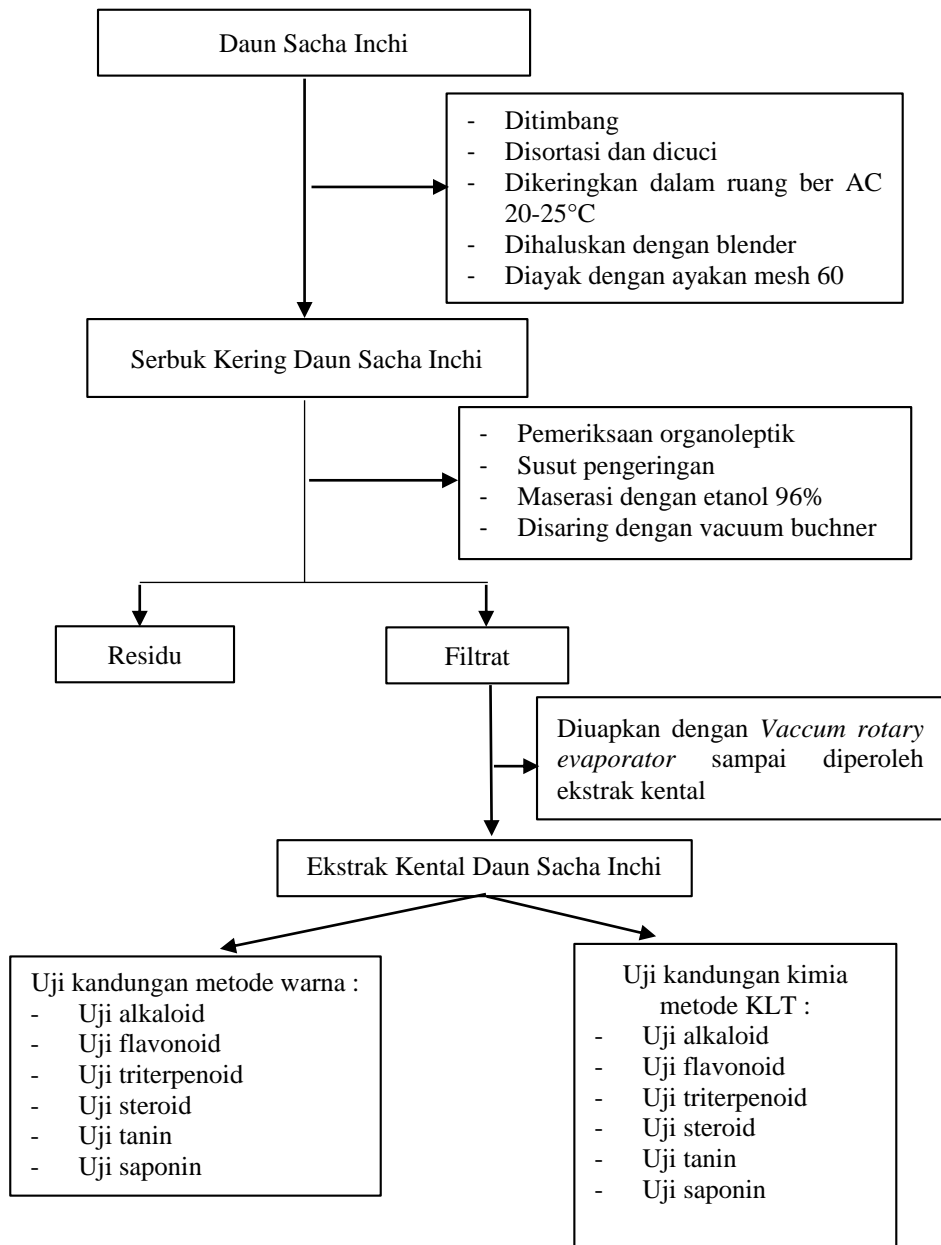 Daun Sacha Inchi
- Ditimbang
- Disortasi dan dicuci
- Dikeringkan dalam ruang ber AC
20-25°C
- Dihaluskan dengan blender
- Diayak dengan ayakan mesh 60
Serbuk Kering Daun Sacha Inchi
- Pemeriksaan organoleptik
- Susut pengeringan
- Maserasi dengan etanol 96%
- Disaring dengan vacuum buchner
Residu
Filtrat
Diuapkan dengan Vaccum rotary
evaporator sampai diperoleh
ekstrak kental
Ekstrak Kental Daun Sacha Inchi
Uji kandungan metode warna :
- Uji alkaloid
- Uji flavonoid
- Uji triterpenoid
- Uji steroid
- Uji tanin
- Uji saponin
Uji kandungan kimia
metode KLT :
- Uji alkaloid
- Uji flavonoid
- Uji triterpenoid
- Uji steroid
- Uji tanin
- Uji saponin